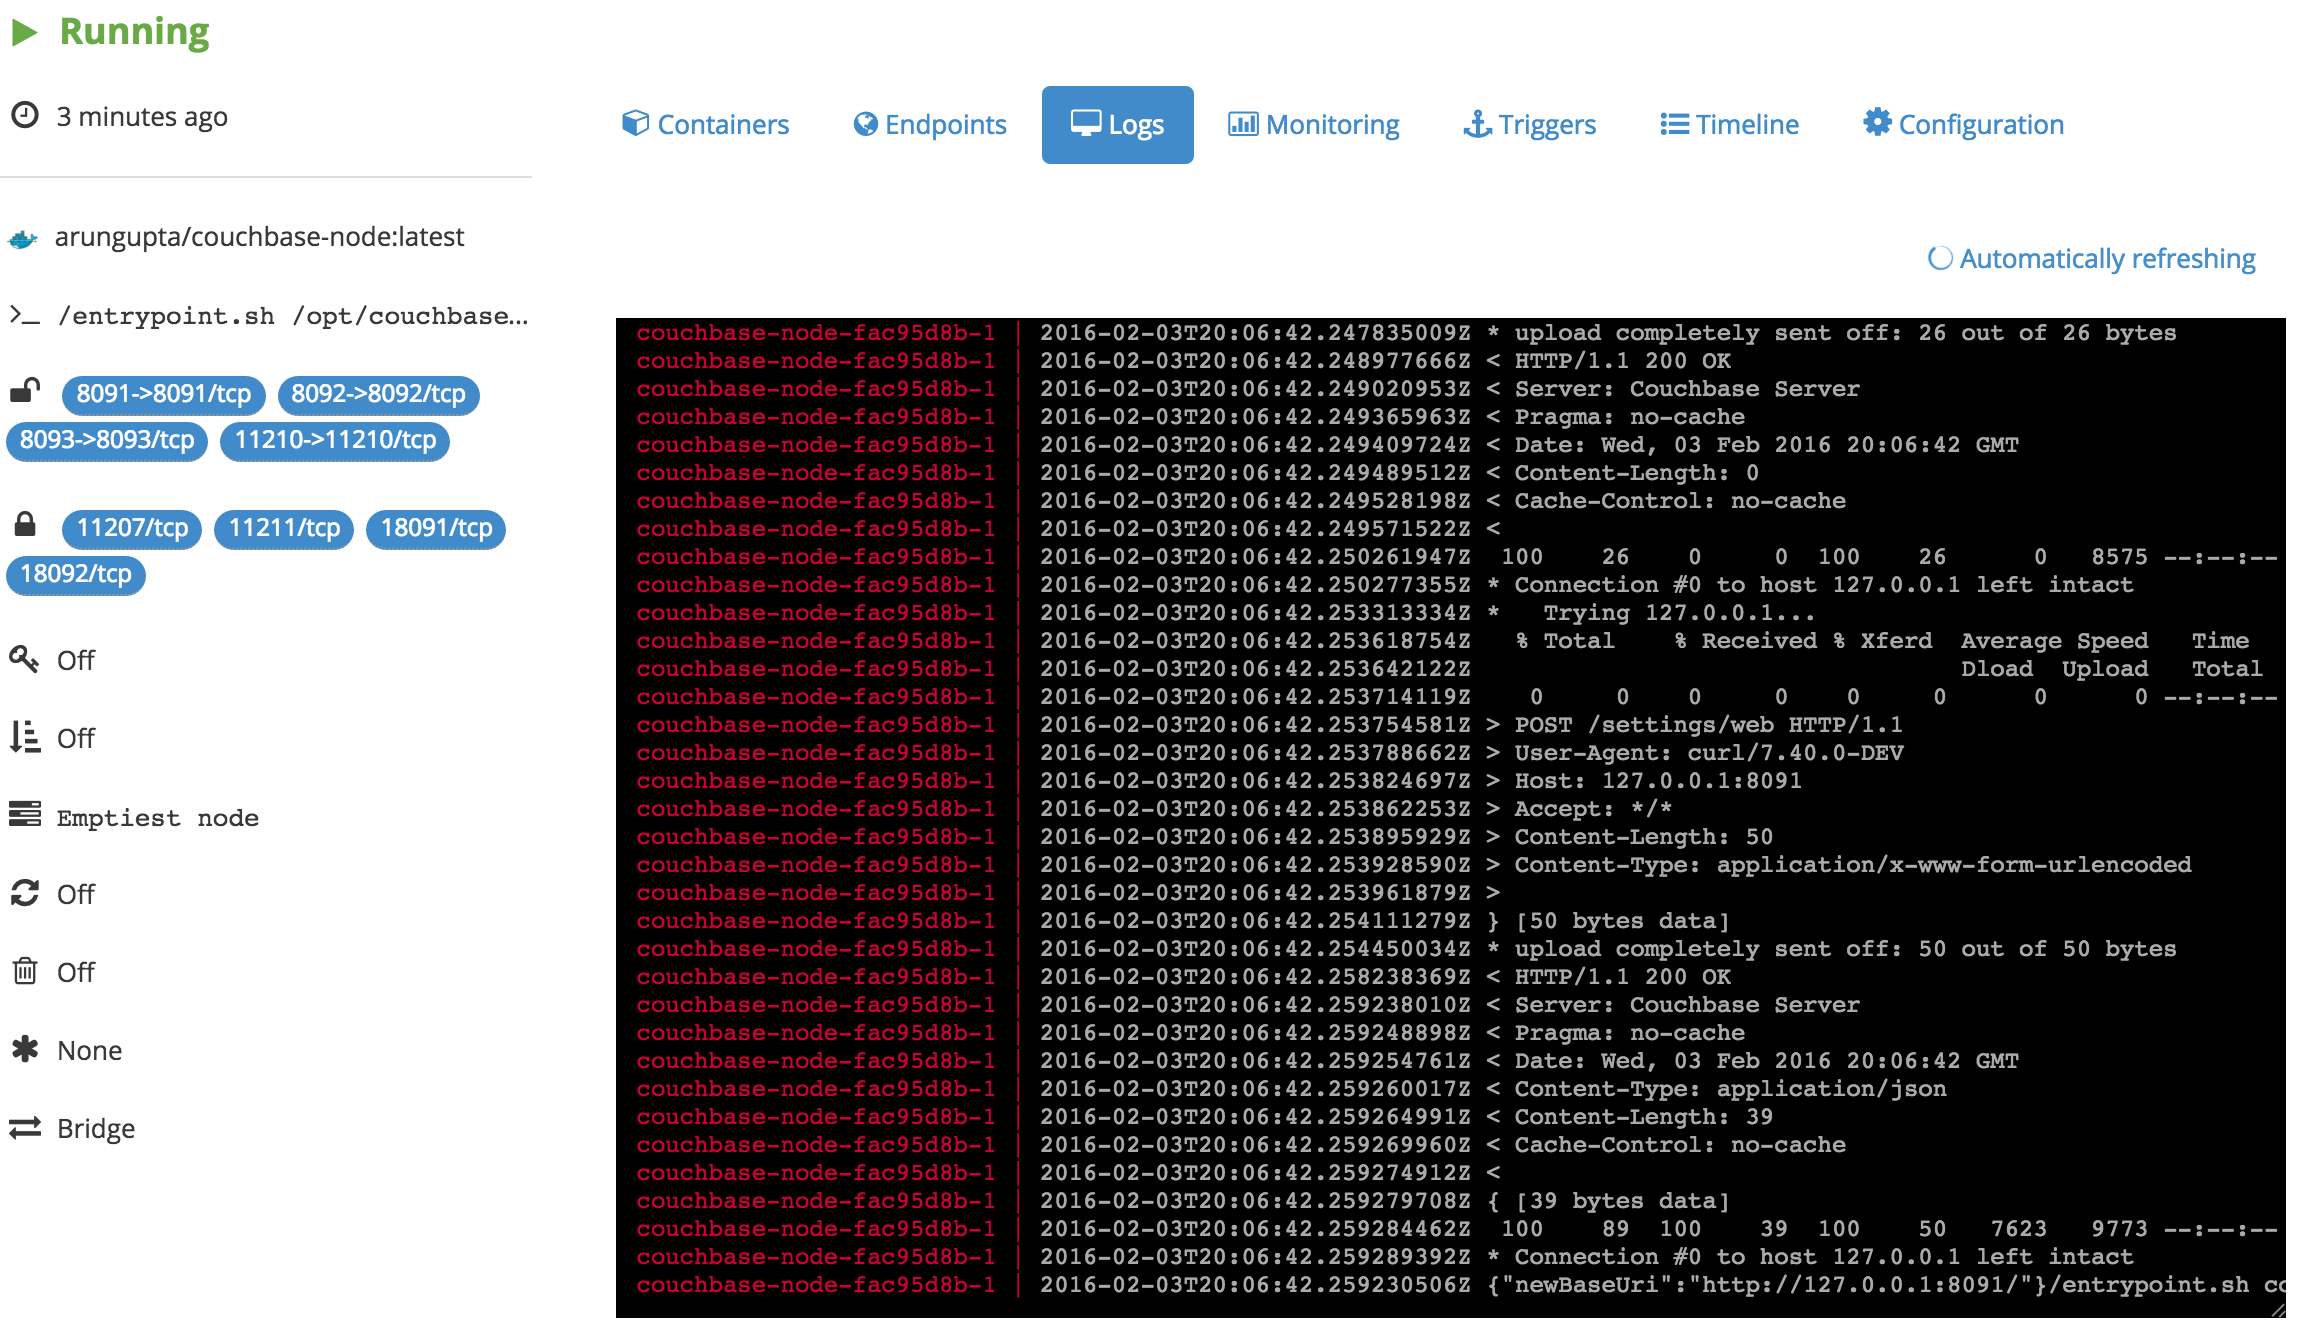 Running
3 minutes ago
arungupta/couchbase-node:latest
/entrypoint.sh /opt/couchbase...
8091->8091/tcp 8092->8092/tcp
8093->8093/tcp 11210->11210/tcp
11207/tcp 11211/tcp 18091/tcp
18092/tcp
Off
Off
Emptiest node
Off
Off
None
Bridge
Containers Endpoints Logs Monitoring Triggers Timeline Configuration
Automatically refreshing
couchbase-node-fac95d8b-1 | 2016-02-03T20:06:42.247835009Z * upload completely sent off: 26 out of 26 bytes
couchbase-node-fac95d8b-1 | 2016-02-03T20:06:42.248977666Z < HTTP/1.1 200 OK
couchbase-node-fac95d8b-1 | 2016-02-03T20:06:42.249020953Z < Server: Couchbase Server
couchbase-node-fac95d8b-1 | 2016-02-03T20:06:42.249365963Z < Pragma: no-cache
couchbase-node-fac95d8b-1 | 2016-02-03T20:06:42.249409724Z < Date: Wed, 03 Feb 2016 20:06:42 GMT
couchbase-node-fac95d8b-1 | 2016-02-03T20:06:42.249489512Z < Content-Length: 0
couchbase-node-fac95d8b-1 | 2016-02-03T20:06:42.249528198Z < Cache-Control: no-cache
couchbase-node-fac95d8b-1 | 2016-02-03T20:06:42.249571522Z <
couchbase-node-fac95d8b-1 | 2016-02-03T20:06:42.250261947Z 100 26 0 0 100 26 0 8575 --:--:--
couchbase-node-fac95d8b-1 | 2016-02-03T20:06:42.250277355Z * Connection #0 to host 127.0.0.1 left intact
couchbase-node-fac95d8b-1 | 2016-02-03T20:06:42.253313334Z * Trying 127.0.0.1...
couchbase-node-fac95d8b-1 | 2016-02-03T20:06:42.253618754Z % Total % Received % Xferd Average Speed Time
couchbase-node-fac95d8b-1 | 2016-02-03T20:06:42.253642122Z Dload Upload Total
couchbase-node-fac95d8b-1 | 2016-02-03T20:06:42.253714119Z 0 0 0 0 0 0 0 0 --:--:--
couchbase-node-fac95d8b-1 | 2016-02-03T20:06:42.253754581Z > POST /settings/web HTTP/1.1
couchbase-node-fac95d8b-1 | 2016-02-03T20:06:42.253788662Z > User-Agent: curl/7.40.0-DEV
couchbase-node-fac95d8b-1 | 2016-02-03T20:06:42.253824697Z > Host: 127.0.0.1:8091
couchbase-node-fac95d8b-1 | 2016-02-03T20:06:42.253862253Z > Accept: */*
couchbase-node-fac95d8b-1 | 2016-02-03T20:06:42.253895929Z > Content-Length: 50
couchbase-node-fac95d8b-1 | 2016-02-03T20:06:42.253928590Z > Content-Type: application/x-www-form-urlencoded
couchbase-node-fac95d8b-1 | 2016-02-03T20:06:42.253961879Z >
couchbase-node-fac95d8b-1 | 2016-02-03T20:06:42.254111279Z } [50 bytes data]
couchbase-node-fac95d8b-1 | 2016-02-03T20:06:42.254450034Z * upload completely sent off: 50 out of 50 bytes
couchbase-node-fac95d8b-1 | 2016-02-03T20:06:42.258238369Z < HTTP/1.1 200 OK
couchbase-node-fac95d8b-1 | 2016-02-03T20:06:42.259238010Z < Server: Couchbase Server
couchbase-node-fac95d8b-1 | 2016-02-03T20:06:42.259248898Z < Pragma: no-cache
couchbase-node-fac95d8b-1 | 2016-02-03T20:06:42.259254761Z < Date: Wed, 03 Feb 2016 20:06:42 GMT
couchbase-node-fac95d8b-1 | 2016-02-03T20:06:42.259260017Z < Content-Type: application/json
couchbase-node-fac95d8b-1 | 2016-02-03T20:06:42.259264991Z < Content-Length: 39
couchbase-node-fac95d8b-1 | 2016-02-03T20:06:42.259269960Z < Cache-Control: no-cache
couchbase-node-fac95d8b-1 | 2016-02-03T20:06:42.259274912Z <
couchbase-node-fac95d8b-1 | 2016-02-03T20:06:42.259279708Z { [39 bytes data]
couchbase-node-fac95d8b-1 | 2016-02-03T20:06:42.259284462Z 100 89 100 39 100 50 7623 9773 --:--:--
couchbase-node-fac95d8b-1 | 2016-02-03T20:06:42.259289392Z * Connection #0 to host 127.0.0.1 left intact
couchbase-node-fac95d8b-1 | 2016-02-03T20:06:42.259230506Z {"newBaseUri":"http://127.0.0.1:8091/"}/entrypoint.sh